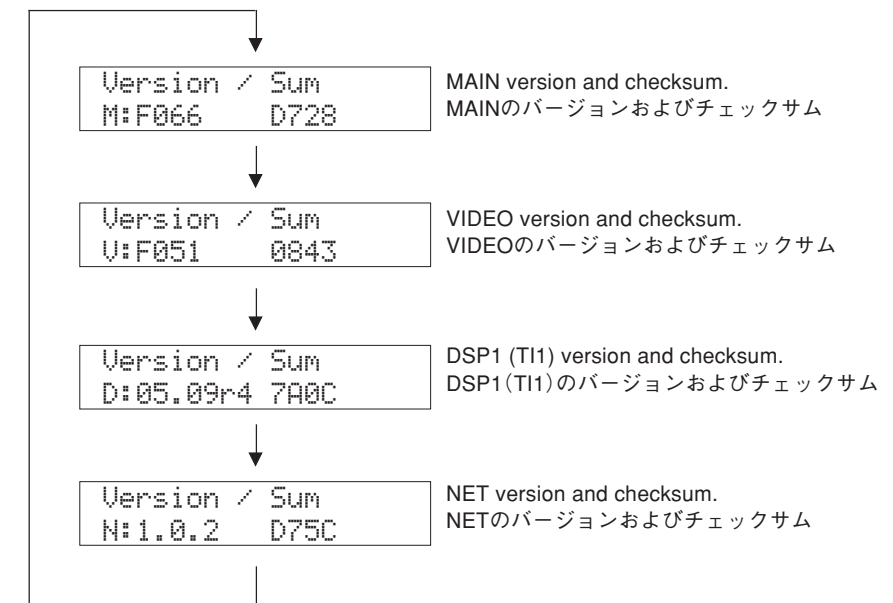 Version / Sum
M:F066 D728
MAIN version and checksum.
MAINのバージョンおよびチェックサム
Version / Sum
V:F051 0843
VIDEO version and checksum.
VIDEOのバージョンおよびチェックサム
Version / Sum
D:05.09r4 7A0C
DSP1 (TI1) version and checksum.
DSP1(TI1)のバージョンおよびチェックサム
Version / Sum
N:1.0.2 D75C
NET version and checksum.
NETのバージョンおよびチェックサム